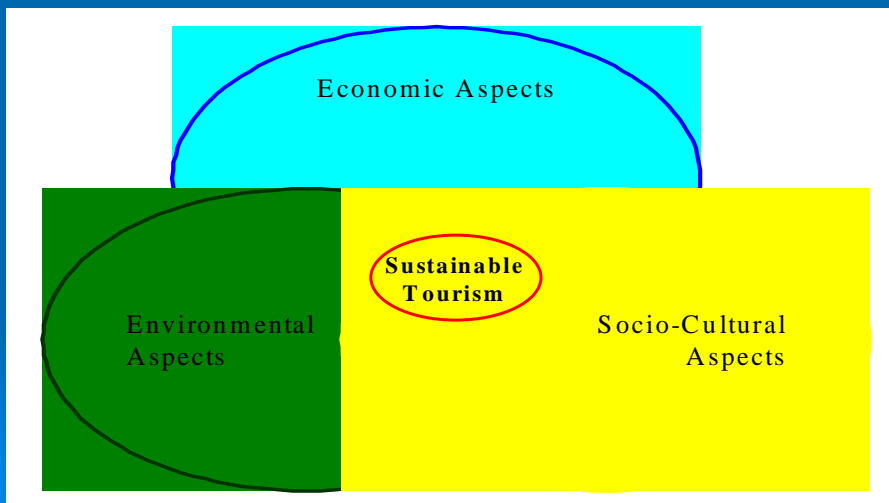 Economic Aspects
Sustainable
Tourism
Environmental
Aspects
Socio-Cultural
Aspects